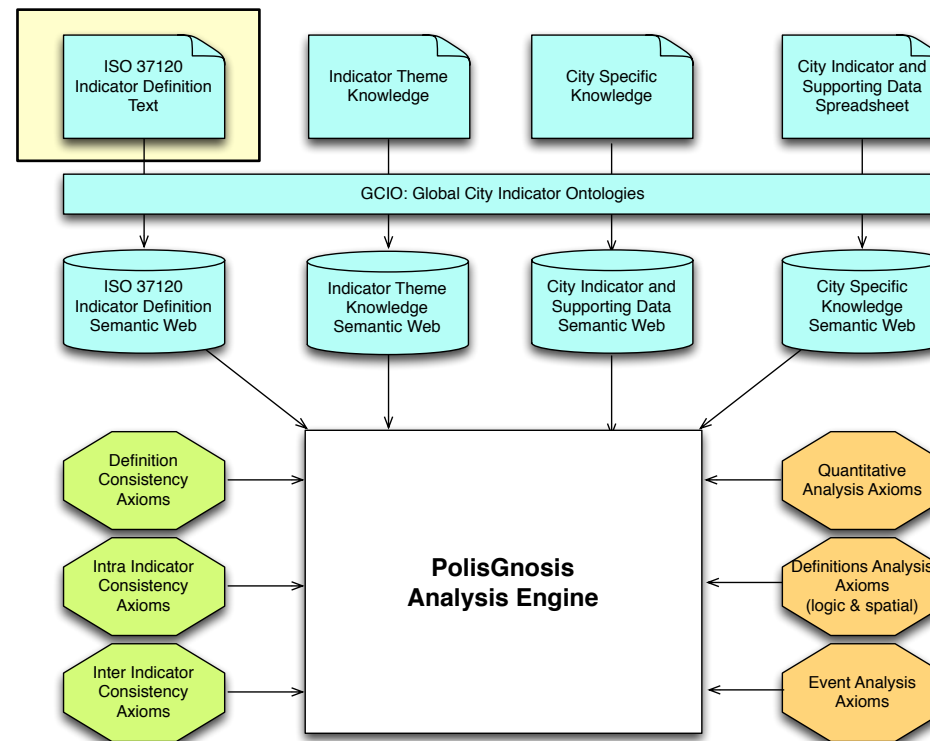 ISO 37120
Indicator Definition
Text
Indicator Theme
Knowledge
City Specific
Knowledge
City Indicator and
Supporting Data
Spreadsheet
GCIO: Global City Indicator Ontologies
ISO 37120
Indicator Definition
Semantic Web
Indicator Theme
Knowledge
Semantic Web
City Indicator and
Supporting Data
Semantic Web
City Specific
Knowledge
Semantic Web
Definition
Consistency
Axioms
Quantitative
Analysis Axioms
PolisGnosis
Analysis Engine
Intra Indicator
Consistency
Axioms
Definitions Analysis
Axioms
(logic & spatial)
Inter Indicator
Consistency
Axioms
Event Analysis
Axioms